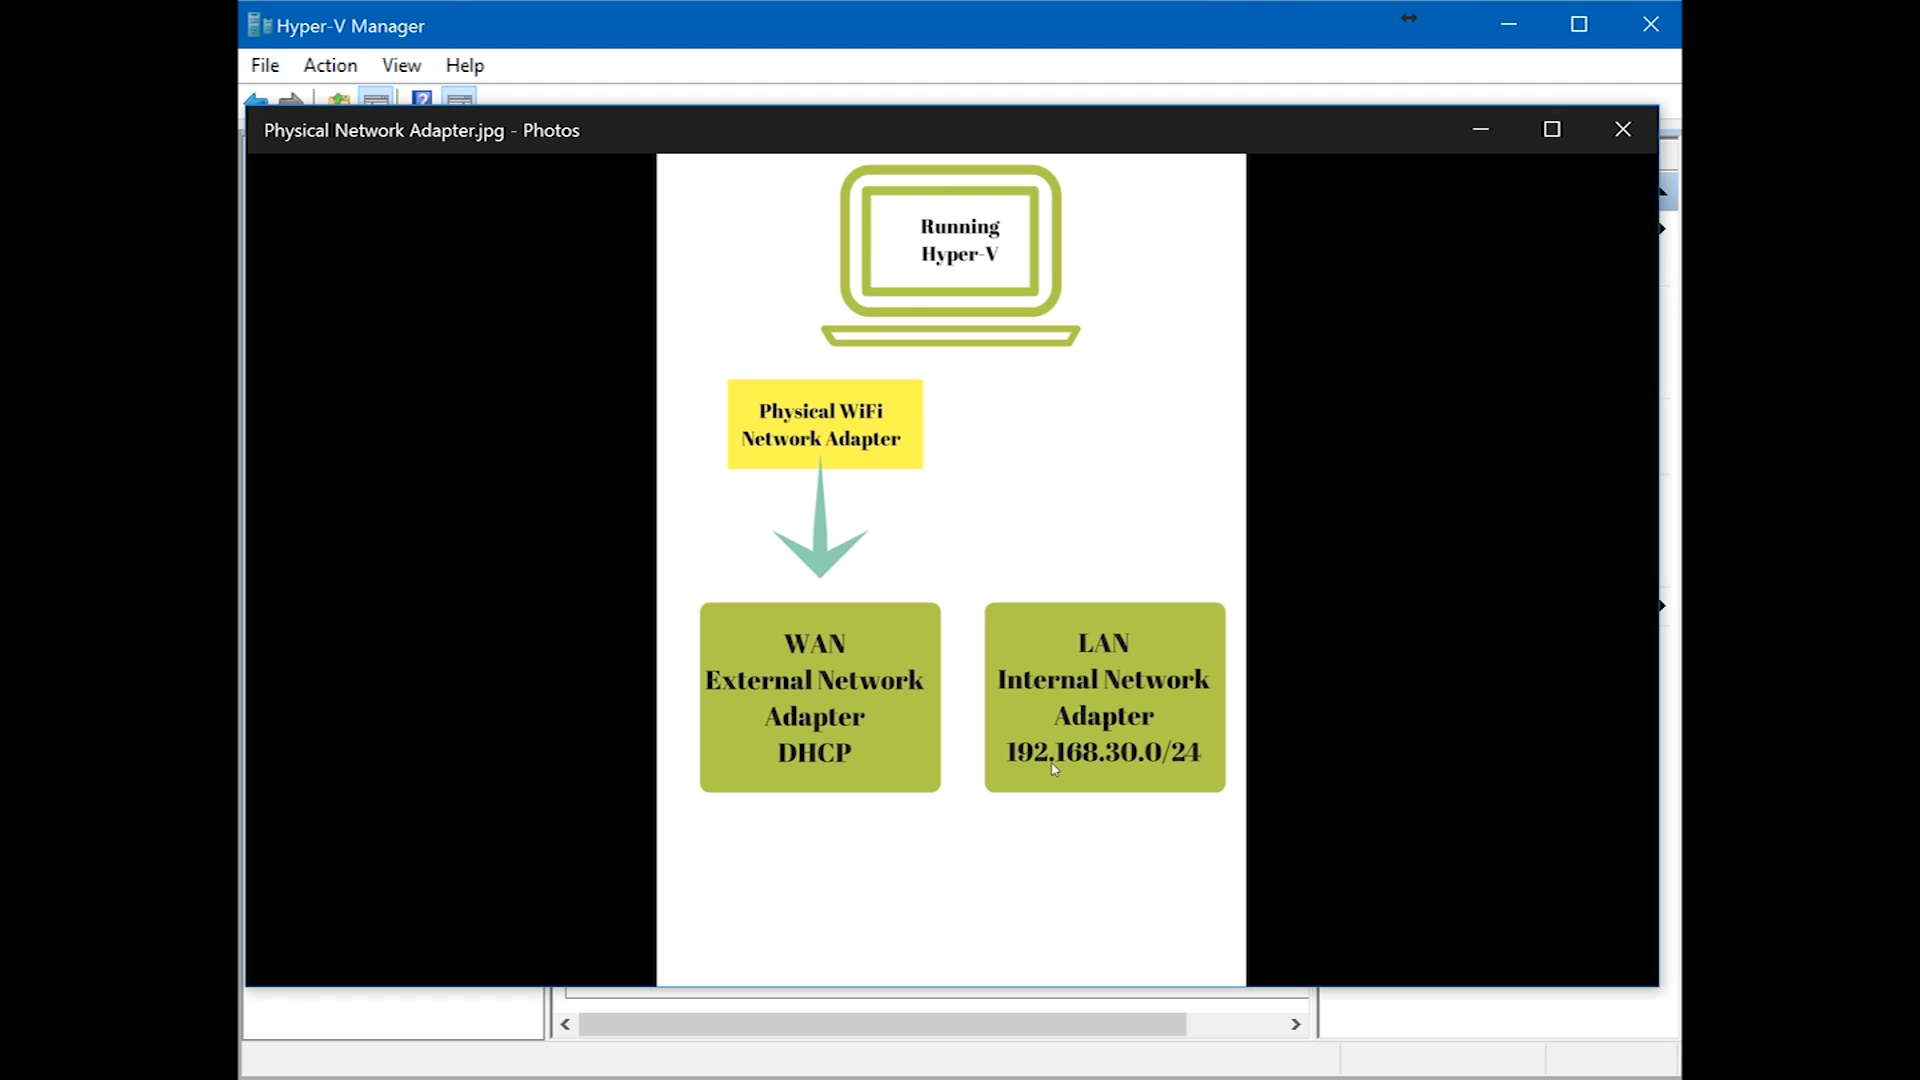 Hyper-V Manager
File Action View Help
Physical Network Adapter.jpg - Photos
Running
Hyper-V
Physical WiFi
Network Adapter
WAN
External Network
Adapter
DHCP
LAN
Internal Network
Adapter
192.168.30.0/24